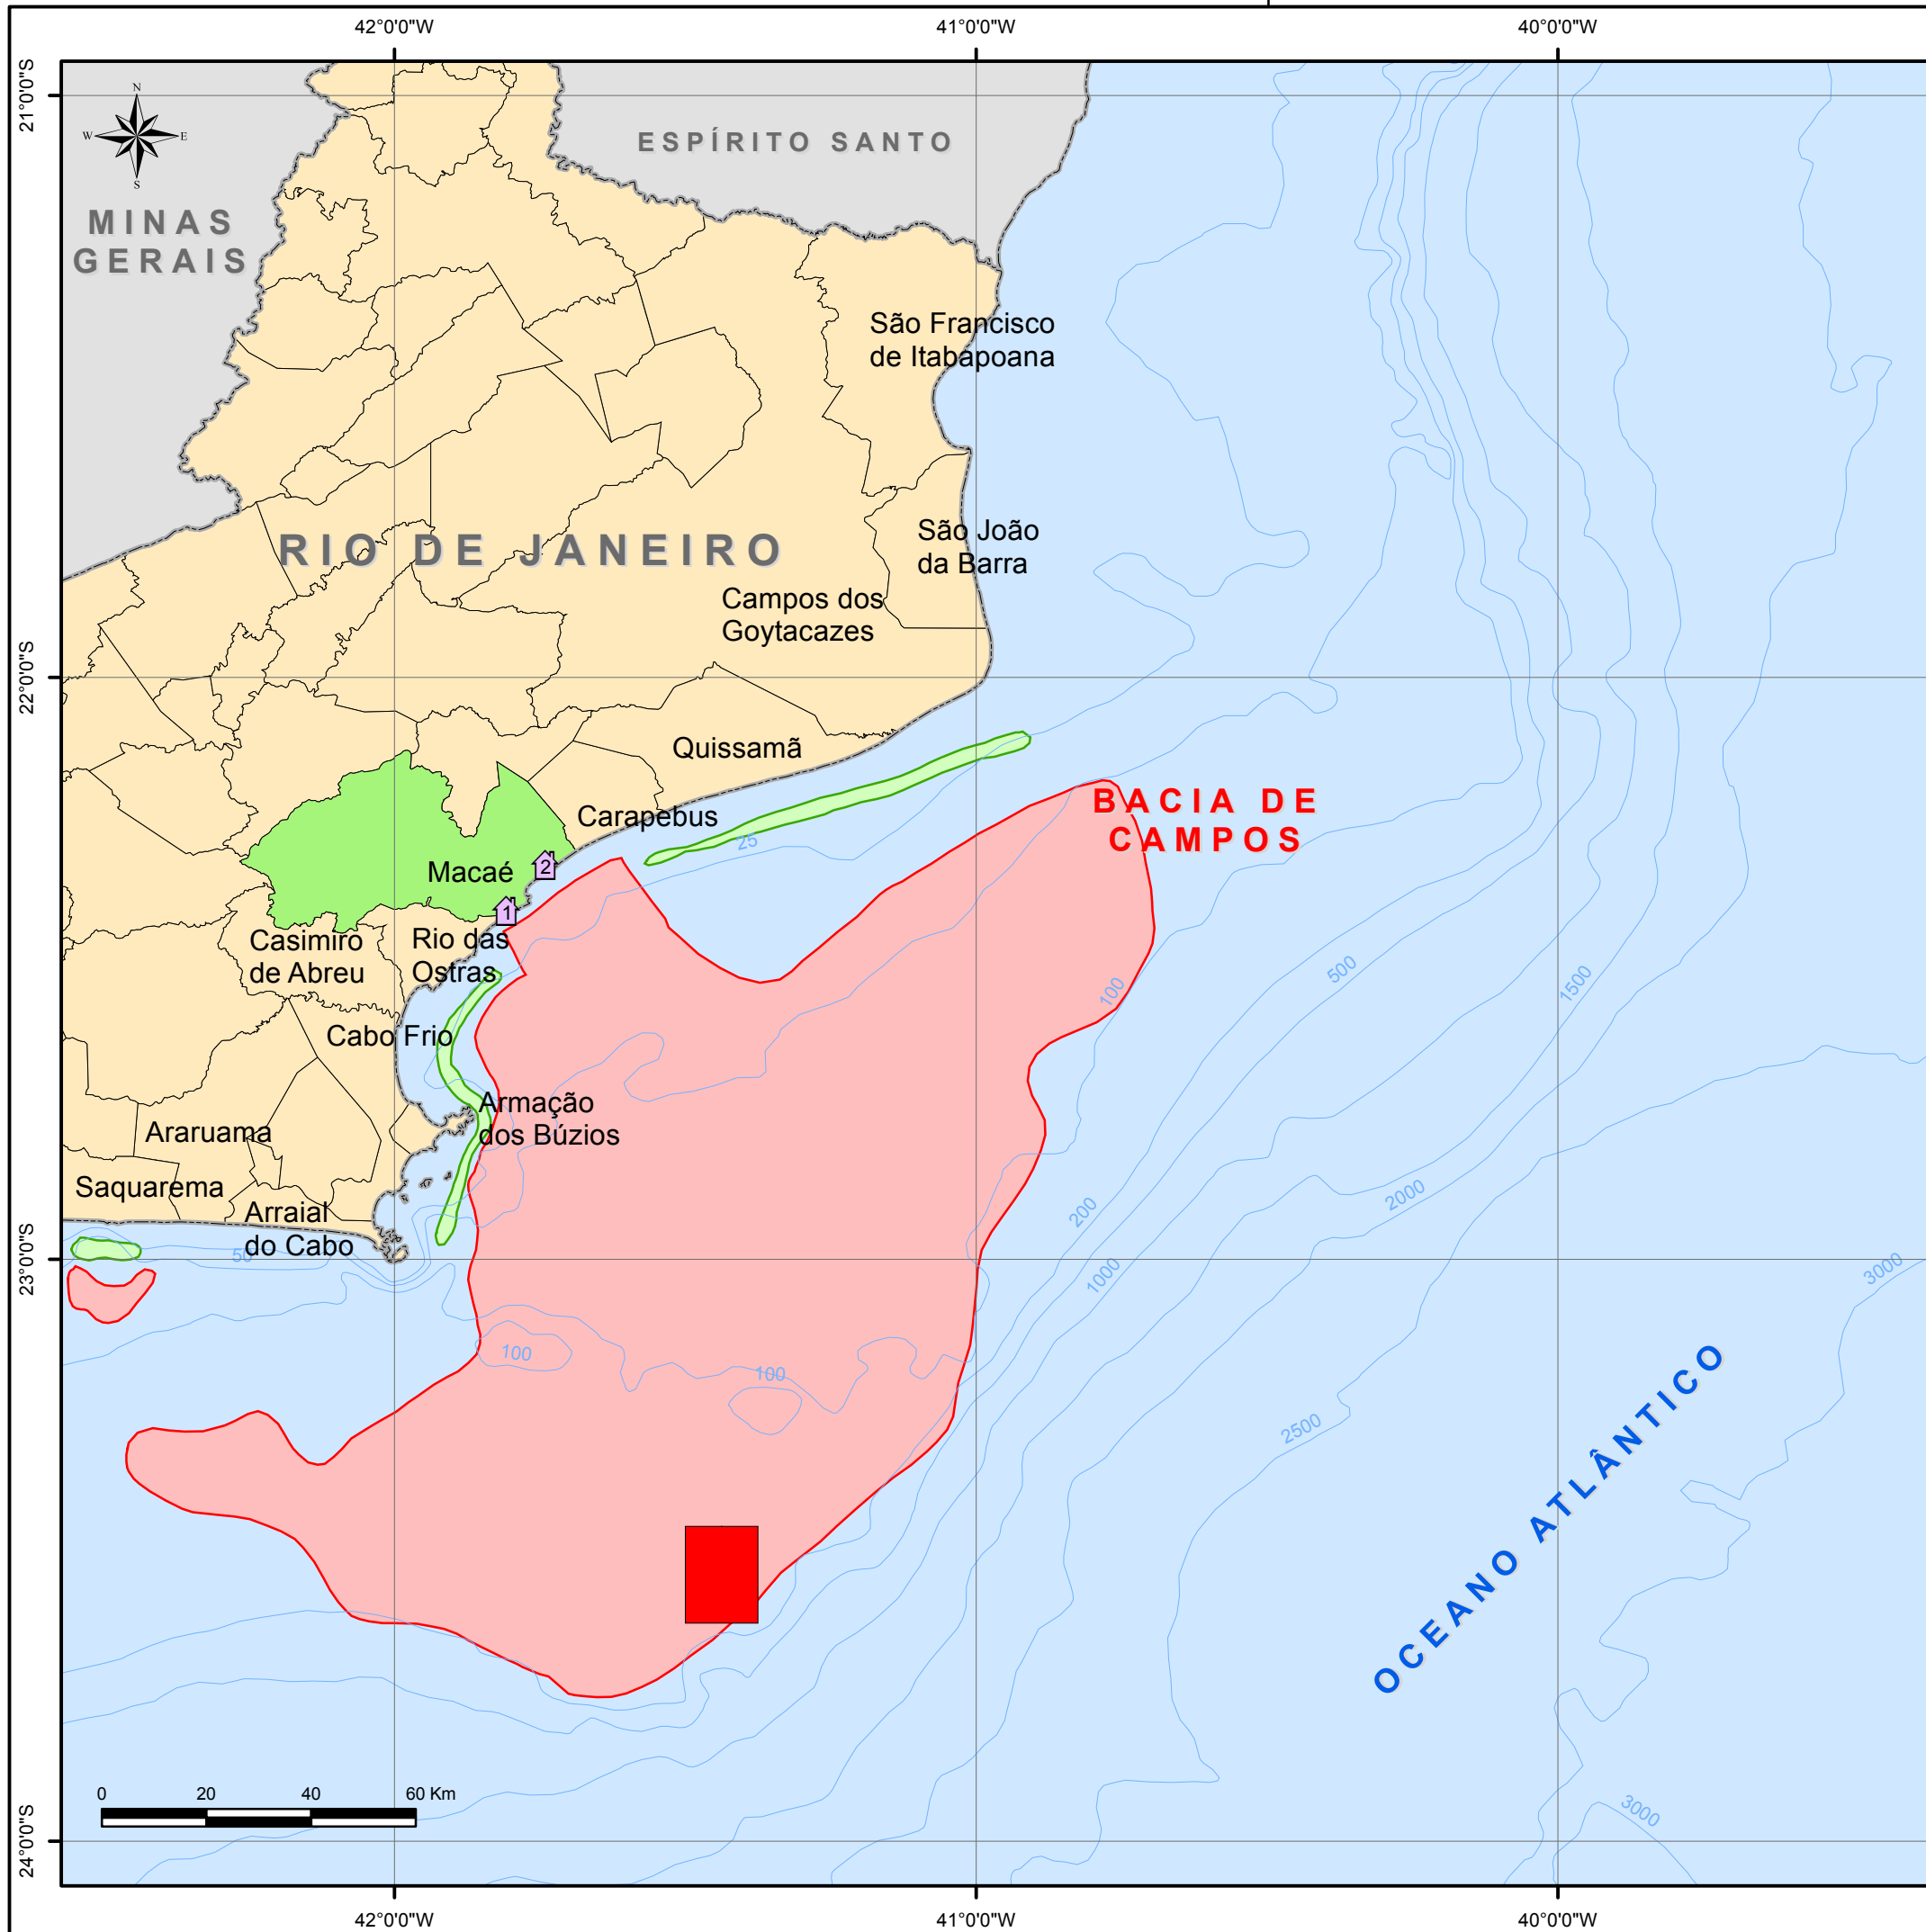 42°0'0"W
41°0'0"W
40°0'0"W
21°0'0"S
N
W
E
S
ESPÍRITO SANTO
MINAS
GERAIS
São Francisco
de Itabapoana
RIO DE JANEIRO
São João
da Barra
Campos dos
Goytacazes
22°0'0"S
Quissamã
BACIA DE
CAMPOS
Carapebus
25
Macaé
2
1
Casimiro
de Abreu
Rio das
Ostras
100
500
1500
Cabo Frio
Armação
dos Búzios
Araruama
Saquarema
Arraial
do Cabo
50
200
2000
1000
3000
23°0'0"S
100
100
2500
OCEANO ATLÂNTICO
0
20
40
60 Km
3000
24°0'0"S
42°0'0"W
41°0'0"W
40°0'0"W